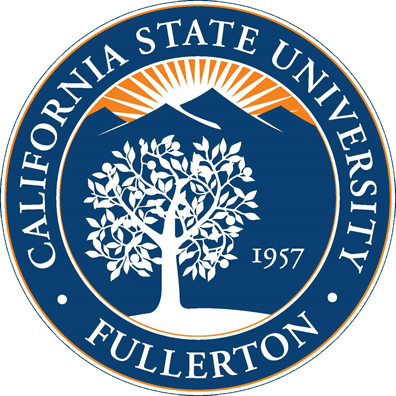 CALIFORNIA STATE UNIVERSITY
1957
FULLERTON